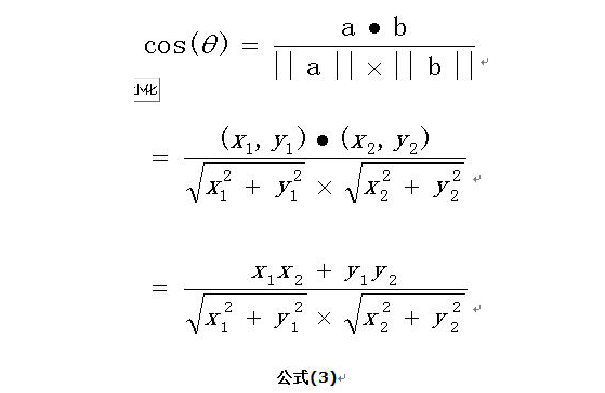 cos(θ) = a • b / || a || × || b ||
= (x₁, y₁) • (x₂, y₂) / √(x₁² + y₁²) × √(x₂² + y₂²)
= x₁x₂ + y₁y₂ / √(x₁² + y₁²) × √(x₂² + y₂²)
公式(3)